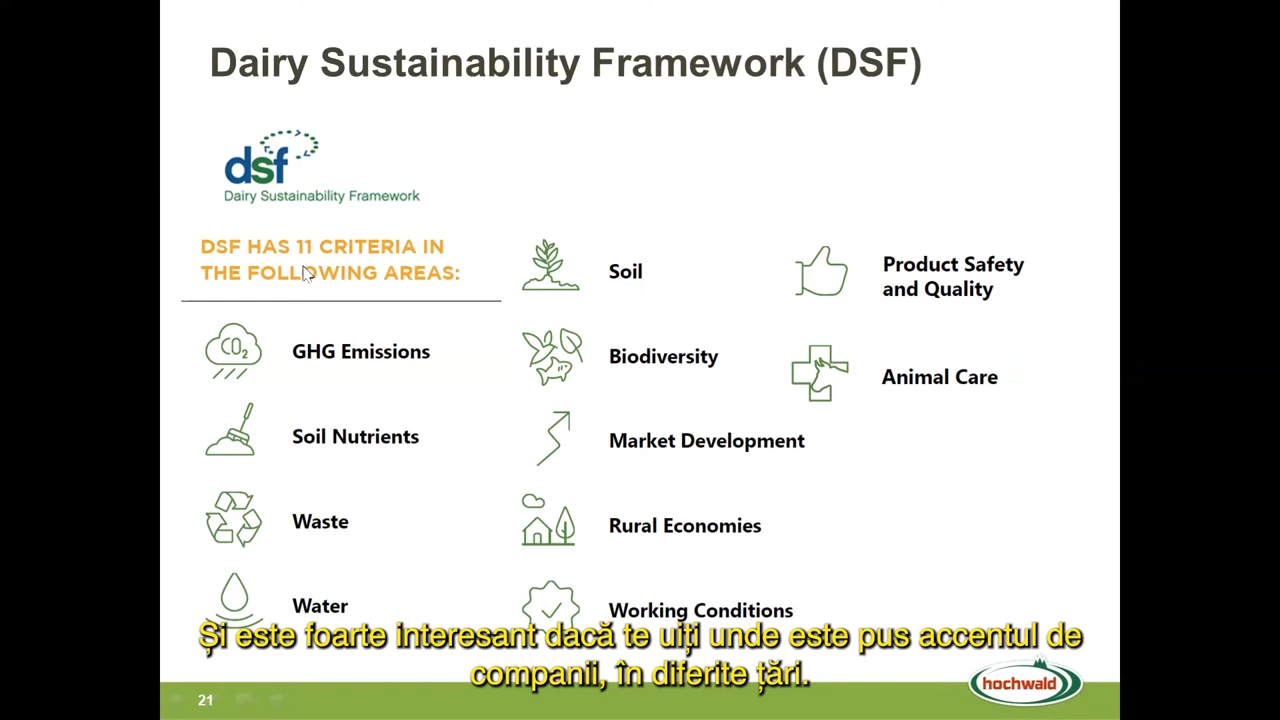 Dairy Sustainability Framework (DSF)
dsf
Dairy Sustainability Framework
DSF HAS 11 CRITERIA IN
THE FOLLOWING AREAS:
CO2
GHG Emissions
Soil Nutrients
Waste
Water
Soil
Biodiversity
Market Development
Rural Economies
Working Conditions
Product Safety
and Quality
Animal Care
Și este foarte interesant dacă te uiți unde este pus accentul de
companii, în diferite țări.
21
hochwald